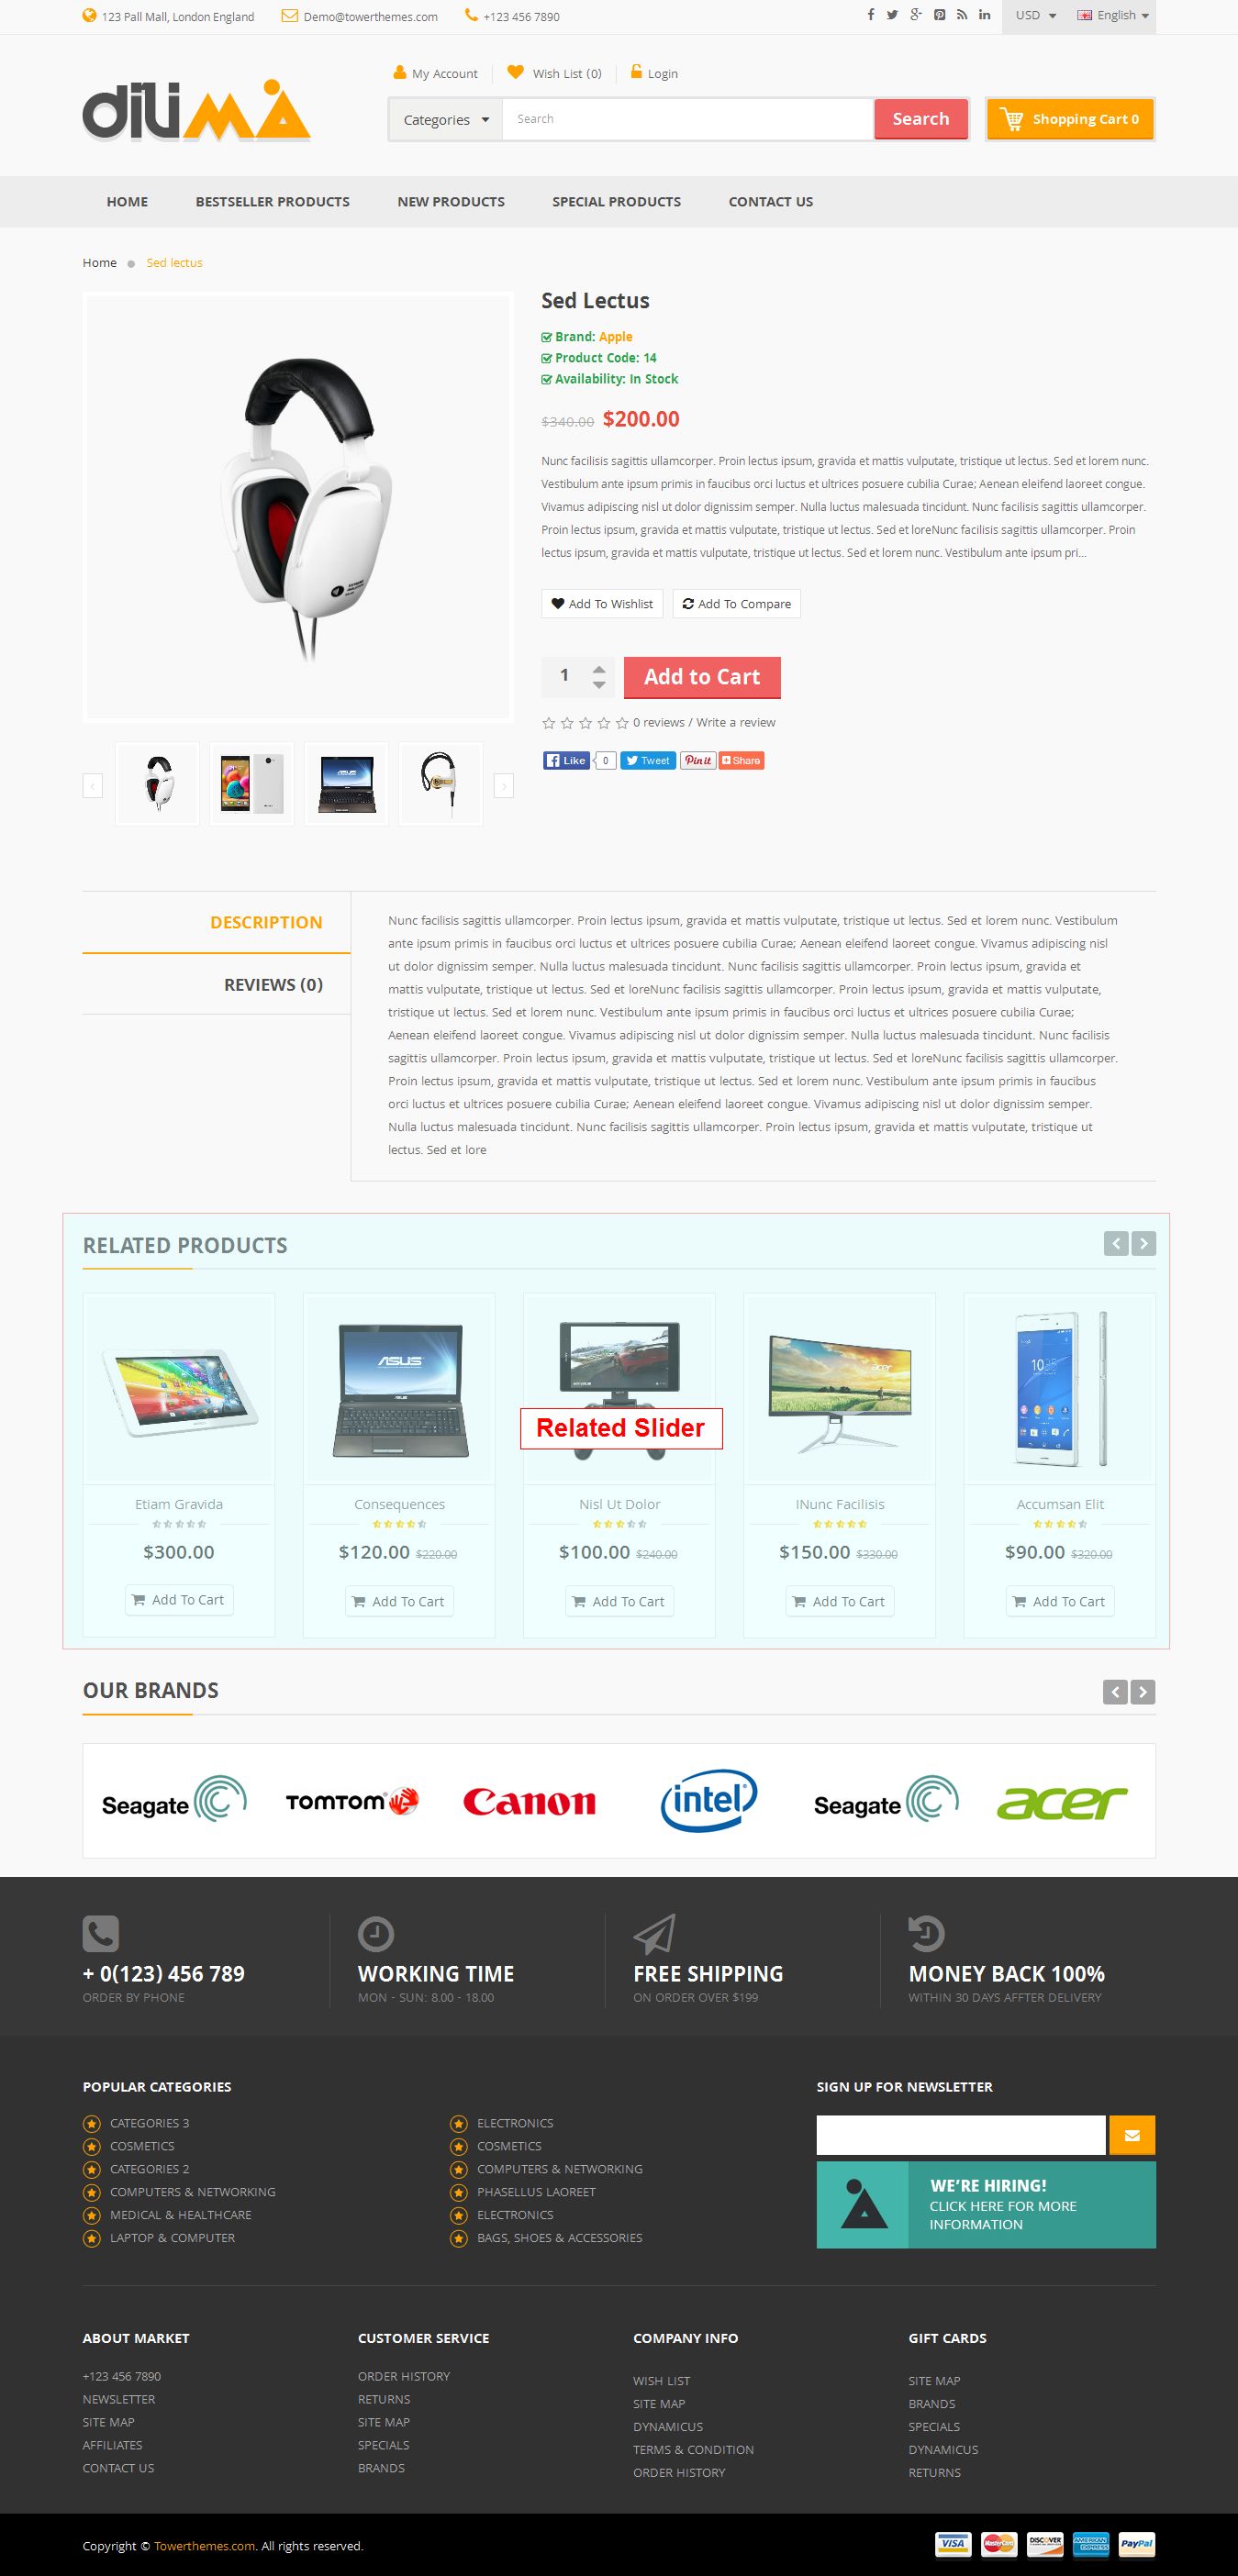 123 Pall Mall, London England Demo@towerthemes.com +123 456 7890 USD English
My Account Wish List (0) Login
diliMA
Categories Search Search Shopping Cart 0
HOME BESTSELLER PRODUCTS NEW PRODUCTS SPECIAL PRODUCTS CONTACT US
Home Sed lectus
Sed Lectus
Brand: Apple
Product Code: 14
Availability: In Stock
$340.00 $200.00
Nunc facilisis sagittis ullamcorper. Proin lectus ipsum, gravida et mattis vulputate, tristique ut lectus. Sed et lorem nunc.
Vestibulum ante ipsum primis in faucibus orci luctus et ultrices posuere cubilia Curae; Aenean eleifend laoreet congue.
Vivamus adipiscing nisl ut dolor dignissim semper. Nulla luctus malesuada tincidunt. Nunc facilisis sagittis ullamcorper.
Proin lectus ipsum, gravida et mattis vulputate, tristique ut lectus. Sed et loreNunc facilisis sagittis ullamcorper. Proin
lectus ipsum, gravida et mattis vulputate, tristique ut lectus. Sed et lorem nunc. Vestibulum ante ipsum pri...
Add To Wishlist Add To Compare
1 Add to Cart
0 reviews / Write a review
Like 0 Tweet Pin it Share
DESCRIPTION
REVIEWS (0)
Nunc facilisis sagittis ullamcorper. Proin lectus ipsum, gravida et mattis vulputate, tristique ut lectus. Sed et lorem nunc. Vestibulum
ante ipsum primis in faucibus orci luctus et ultrices posuere cubilia Curae; Aenean eleifend laoreet congue. Vivamus adipiscing nisl
ut dolor dignissim semper. Nulla luctus malesuada tincidunt. Nunc facilisis sagittis ullamcorper. Proin lectus ipsum, gravida et
mattis vulputate, tristique ut lectus. Sed et loreNunc facilisis sagittis ullamcorper. Proin lectus ipsum, gravida et mattis vulputate,
tristique ut lectus. Sed et lorem nunc. Vestibulum ante ipsum primis in faucibus orci luctus et ultrices posuere cubilia Curae;
Aenean eleifend laoreet congue. Vivamus adipiscing nisl ut dolor dignissim semper. Nulla luctus malesuada tincidunt. Nunc facilisis
sagittis ullamcorper. Proin lectus ipsum, gravida et mattis vulputate, tristique ut lectus. Sed et loreNunc facilisis sagittis ullamcorper.
Proin lectus ipsum, gravida et mattis vulputate, tristique ut lectus. Sed et lorem nunc. Vestibulum ante ipsum primis in faucibus
orci luctus et ultrices posuere cubilia Curae; Aenean eleifend laoreet congue. Vivamus adipiscing nisl ut dolor dignissim semper.
Nulla luctus malesuada tincidunt. Nunc facilisis sagittis ullamcorper. Proin lectus ipsum, gravida et mattis vulputate, tristique ut
lectus. Sed et lore
RELATED PRODUCTS
ASUS
acer
10
Related Slider
Etiam Gravida Consequences Nisl Ut Dolor INunc Facilisis Accumsan Elit
$300.00 $120.00 $220.00 $100.00 $240.00 $150.00 $330.00 $90.00 $320.00
Add To Cart Add To Cart Add To Cart Add To Cart Add To Cart
OUR BRANDS
Seagate TOMTOM Canon intel Seagate acer
+ 0(123) 456 789 WORKING TIME FREE SHIPPING MONEY BACK 100%
ORDER BY PHONE MON - SUN: 8.00 - 18.00 ON ORDER OVER $199 WITHIN 30 DAYS AFFTER DELIVERY
POPULAR CATEGORIES
CATEGORIES 3
COSMETICS
CATEGORIES 2
COMPUTERS & NETWORKING
MEDICAL & HEALTHCARE
LAPTOP & COMPUTER
ELECTRONICS
COSMETICS
COMPUTERS & NETWORKING
PHASELLUS LAOREET
ELECTRONICS
BAGS, SHOES & ACCESSORIES
SIGN UP FOR NEWSLETTER
WE'RE HIRING!
CLICK HERE FOR MORE
INFORMATION
ABOUT MARKET
+123 456 7890
NEWSLETTER
SITE MAP
AFFILIATES
CONTACT US
CUSTOMER SERVICE
ORDER HISTORY
RETURNS
SITE MAP
SPECIALS
BRANDS
COMPANY INFO
WISH LIST
SITE MAP
DYNAMICUS
TERMS & CONDITION
ORDER HISTORY
GIFT CARDS
SITE MAP
BRANDS
SPECIALS
DYNAMICUS
RETURNS
Copyright © Towerthemes.com. All rights reserved. VISA MasterCard DISCOVER AMERICAN EXPRESS PayPal